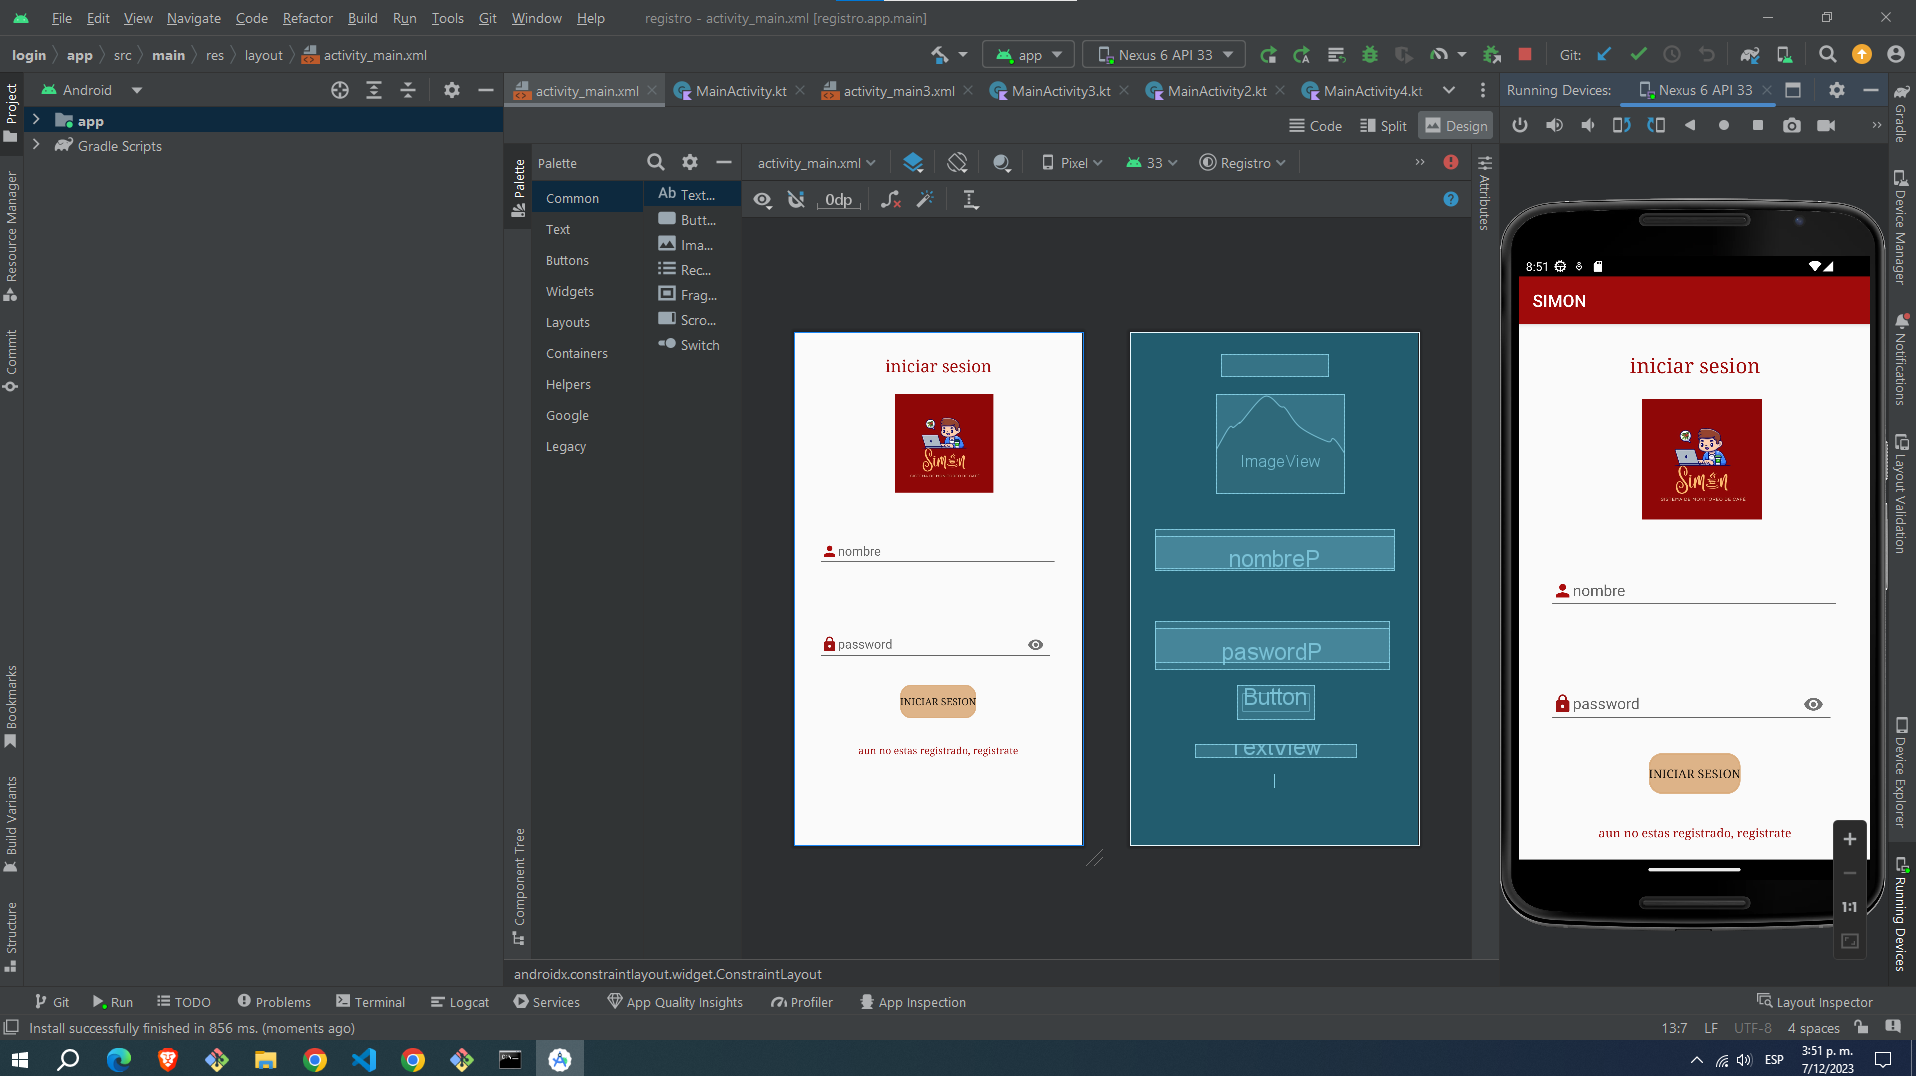 File Edit View Navigate Code Refactor Build Run Tools Git Window Help registro - activity_main.xml [registro.app.main]
login app src main res layout activity_main.xml app Nexus 6 API 33 Git:
Android
app
Gradle Scripts
activity_main.xml MainActivity.kt activity_main3.xml MainActivity3.kt MainActivity2.kt MainActivity4.kt
Code Split Design
Palette
Common
Text
Buttons
Widgets
Layouts
Containers
Helpers
Google
Legacy
Ab Text...
Butt...
Ima...
Rec...
Frag...
Scro...
Switch
activity_main.xml Pixel 33 Registro
0dp
iniciar sesion
Simon
nombre
password
INICIAR SESION
aun no estas registrado, registrate
ImageView
nombreP
paswordP
Button
TextView
androidx.constraintlayout.widget.ConstraintLayout
Running Devices: Nexus 6 API 33
8:51
SIMON
iniciar sesion
Simon
SISTEMA DE MONITOREO DE CAFE
nombre
password
INICIAR SESION
aun no estas registrado, registrate
1:1
Project
Resource Manager
Commit
Bookmarks
Build Variants
Structure
Palette
Component Tree
Attributes
Gradle
Device Manager
Notifications
Layout Validation
Device Explorer
Running Devices
Git Run TODO Problems Terminal Logcat Services App Quality Insights Profiler App Inspection Layout Inspector
Install successfully finished in 856 ms. (moments ago) 13:7 LF UTF-8 4 spaces
ESP 3:51 p. m.
7/12/2023